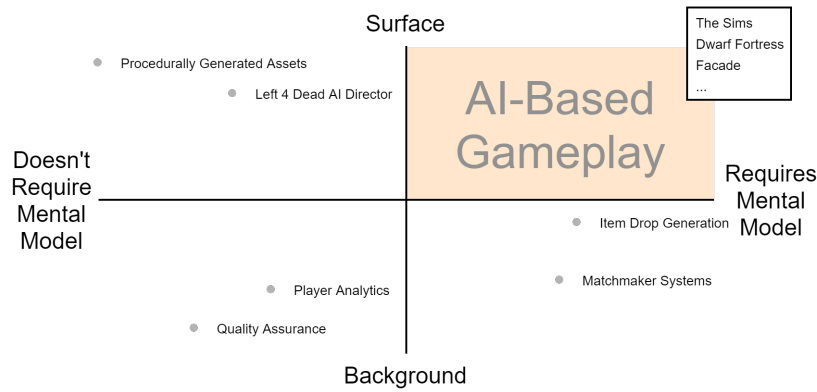 Surface
The Sims
Dwarf Fortress
Facade
...
Procedurally Generated Assets
Left 4 Dead AI Director
AI-Based
Gameplay
Doesn't
Require
Mental
Model
Requires
Mental
Model
Item Drop Generation
Matchmaker Systems
Player Analytics
Quality Assurance
Background